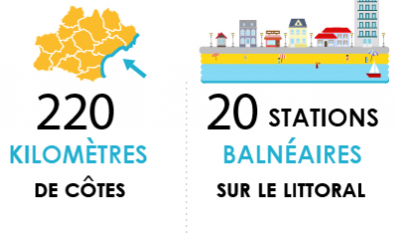 220
KILOMÈTRES
DE CÔTES
20 STATIONS
BALNÉAIRES
SUR LE LITTORAL